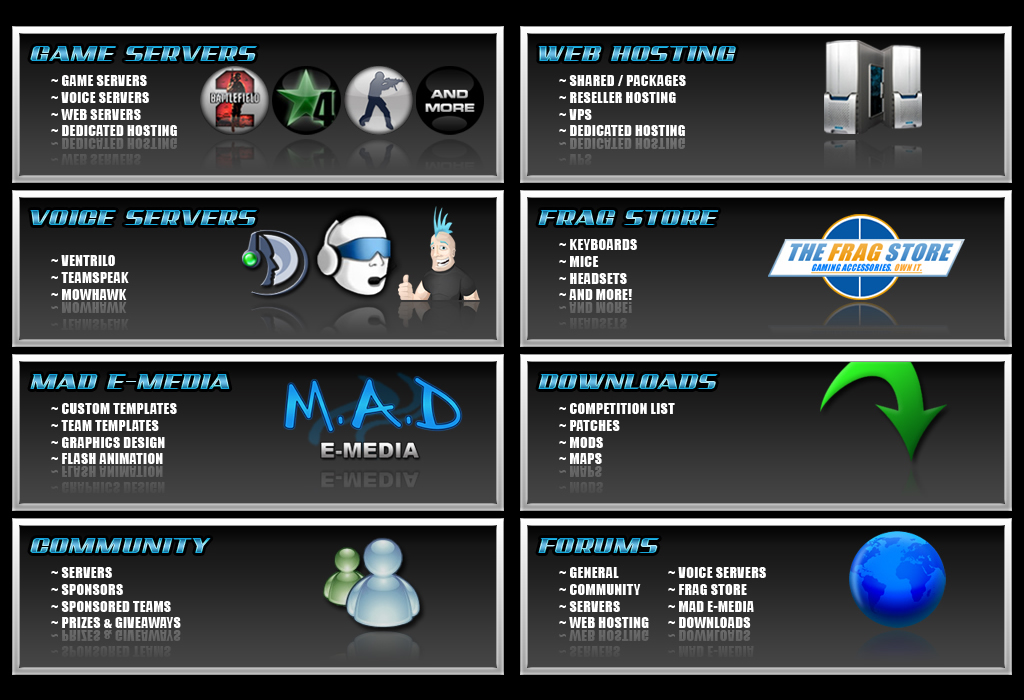 GAME SERVERS
~ GAME SERVERS
~ VOICE SERVERS
~ WEB SERVERS
~ DEDICATED HOSTING
BATTLEFIELD
2
4
AND
MORE
WEB HOSTING
~ SHARED / PACKAGES
~ RESELLER HOSTING
~ VPS
~ DEDICATED HOSTING
VOICE SERVERS
~ VENTRILO
~ TEAMSPEAK
~ MOWHAWK
FRAG STORE
~ KEYBOARDS
~ MICE
~ HEADSETS
~ AND MORE!
THE FRAG STORE
GAMING ACCESSORIES. OWN IT.
MAD E-MEDIA
~ CUSTOM TEMPLATES
~ TEAM TEMPLATES
~ GRAPHICS DESIGN
~ FLASH ANIMATION
M.A.D
E-MEDIA
DOWNLOADS
~ COMPETITION LIST
~ PATCHES
~ MODS
~ MAPS
COMMUNITY
~ SERVERS
~ SPONSORS
~ SPONSORED TEAMS
~ PRIZES & GIVEAWAYS
FORUMS
~ GENERAL
~ COMMUNITY
~ SERVERS
~ WEB HOSTING
~ VOICE SERVERS
~ FRAG STORE
~ MAD E-MEDIA
~ DOWNLOADS